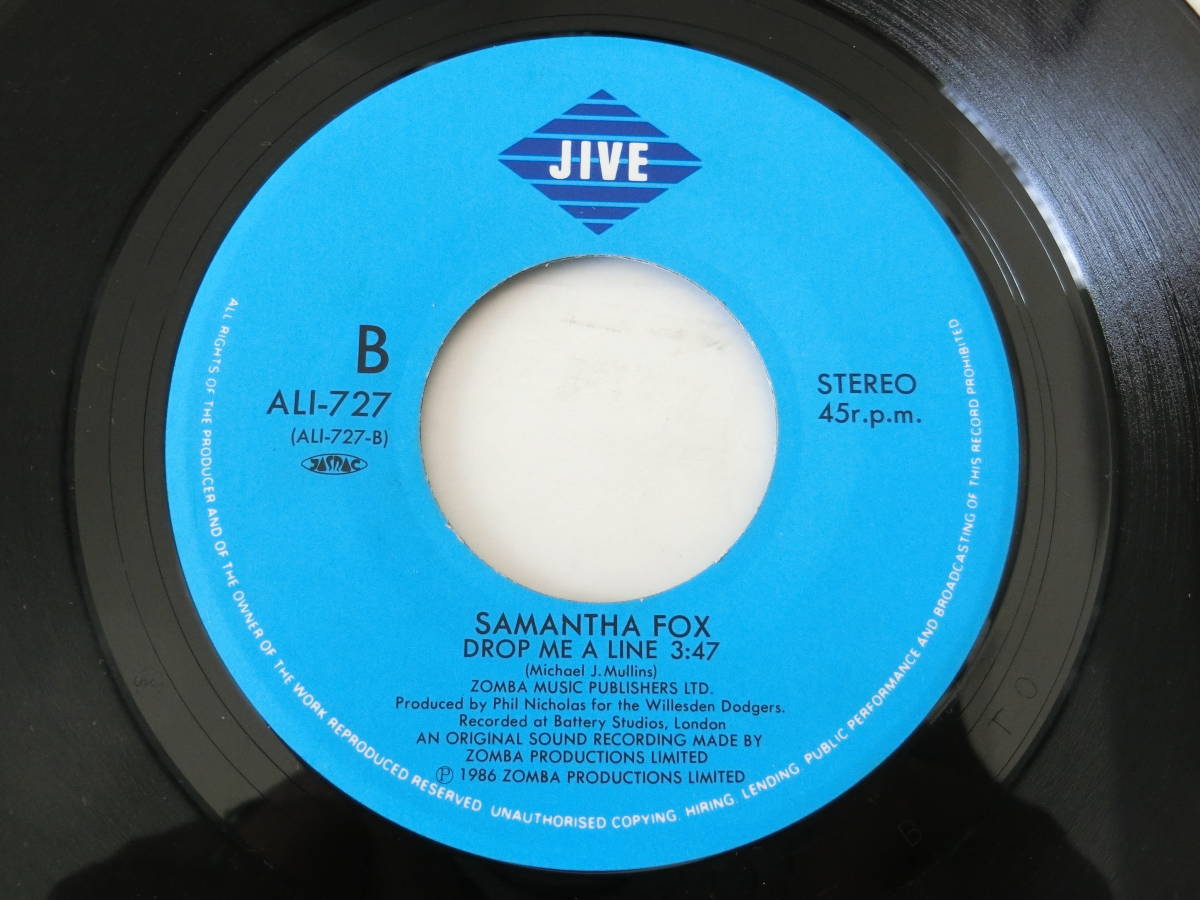 JIVE
B
ALI-727
(ALI-727-B)
JASRAC
STEREO
45r.p.m.
SAMANTHA FOX
DROP ME A LINE 3:47
(Michael J.Mullins)
ZOMBA MUSIC PUBLISHERS LTD.
Produced by Phil Nicholas for the Willesden Dodgers.
Recorded at Battery Studios, London
AN ORIGINAL SOUND RECORDING MADE BY
ZOMBA PRODUCTIONS LIMITED
℗ 1986 ZOMBA PRODUCTIONS LIMITED
ALL RIGHTS OF THE PRODUCER AND OF THE OWNER OF THE WORK REPRODUCED RESERVED. UNAUTHORISED COPYING. HIRING. LENDING. PUBLIC PERFORMANCE AND BROADCASTING OF THIS RECORD PROHIBITED